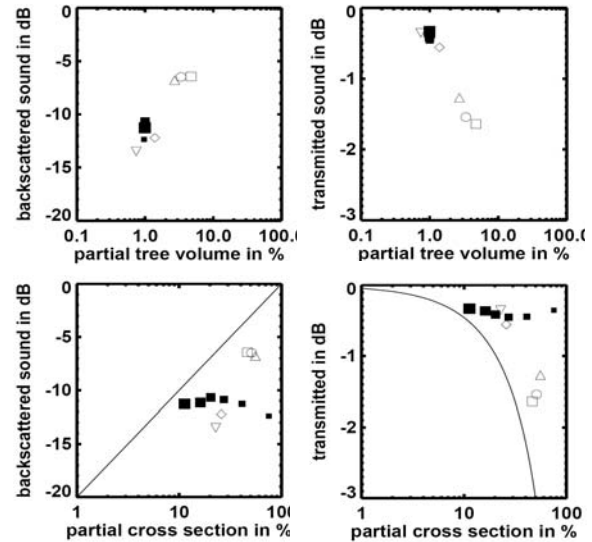 backscattered sound in dB
0
-5
-10
-15
-20
0.1 1.0 10.0 100.0
partial tree volume in %
transmitted sound in dB
0
-1
-2
-3
0.1 1.0 10.0 100.0
partial tree volume in %
backscattered sound in dB
0
-5
-10
-15
-20
1 10 100
partial cross section in %
transmitted in dB
0
-1
-2
-3
1 10 100
partial cross section in %